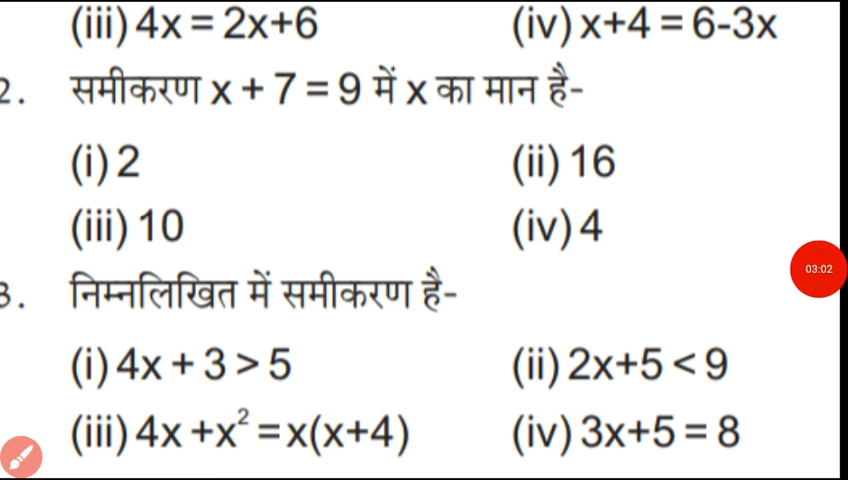 (iii) 4x = 2x+6 (iv) x+4 = 6-3x
2. समीकरण x + 7 = 9 में x का मान है-
(i) 2 (ii) 16
(iii) 10 (iv) 4
3. निम्नलिखित में समीकरण है-
(i) 4x + 3 > 5 (ii) 2x+5 < 9
(iii) 4x +x² = x(x+4) (iv) 3x+5 = 8
03:02